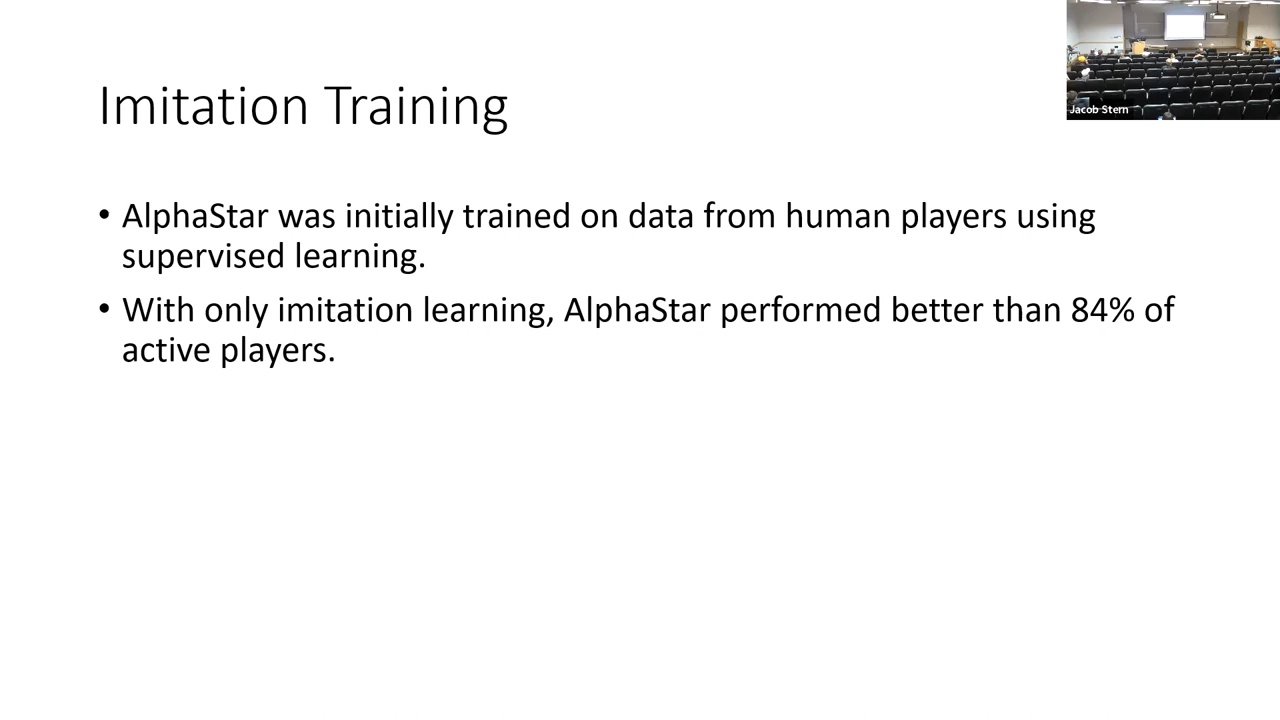 Imitation Training
Jacob Stern
• AlphaStar was initially trained on data from human players using
supervised learning.
• With only imitation learning, AlphaStar performed better than 84% of
active players.